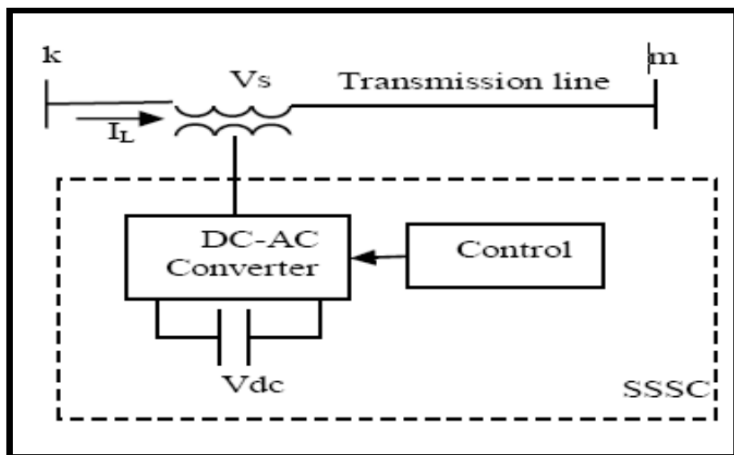 k
m
Vs
Transmission line
IL
DC-AC
Converter
Control
Vdc
SSSC